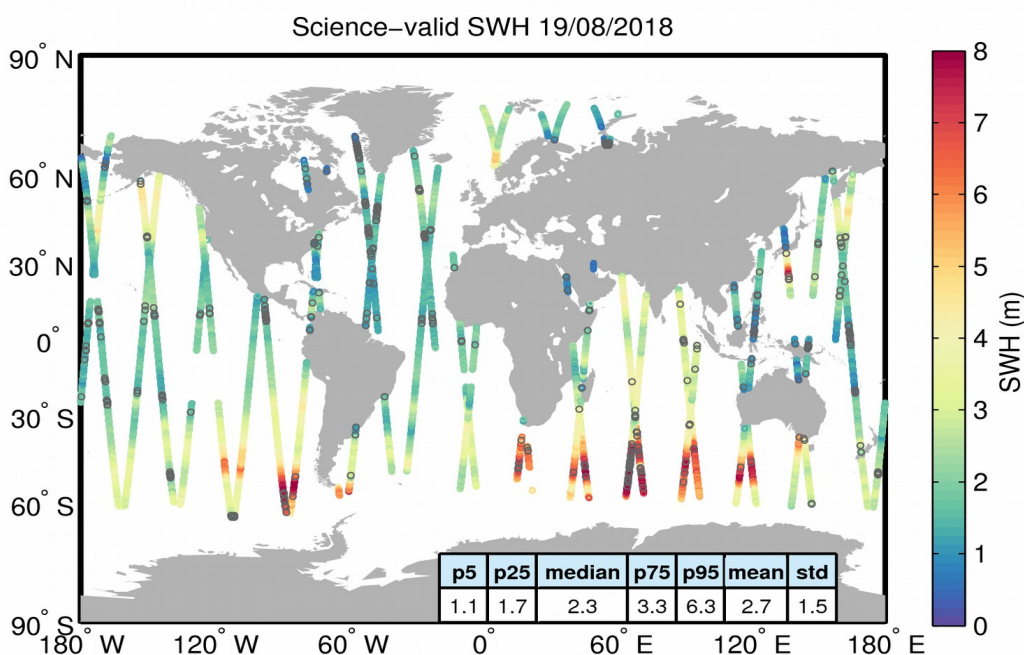 Science−valid SWH 19/08/2018
90° N
60° N
30° N
0°
30° S
60° S
90° S
180° W 120° W 60° W 0° 60° E 120° E 180° E
p5 p25 median p75 p95 mean std
1.1 1.7 2.3 3.3 6.3 2.7 1.5
8
7
6
5
4
3
2
1
0
SWH (m)